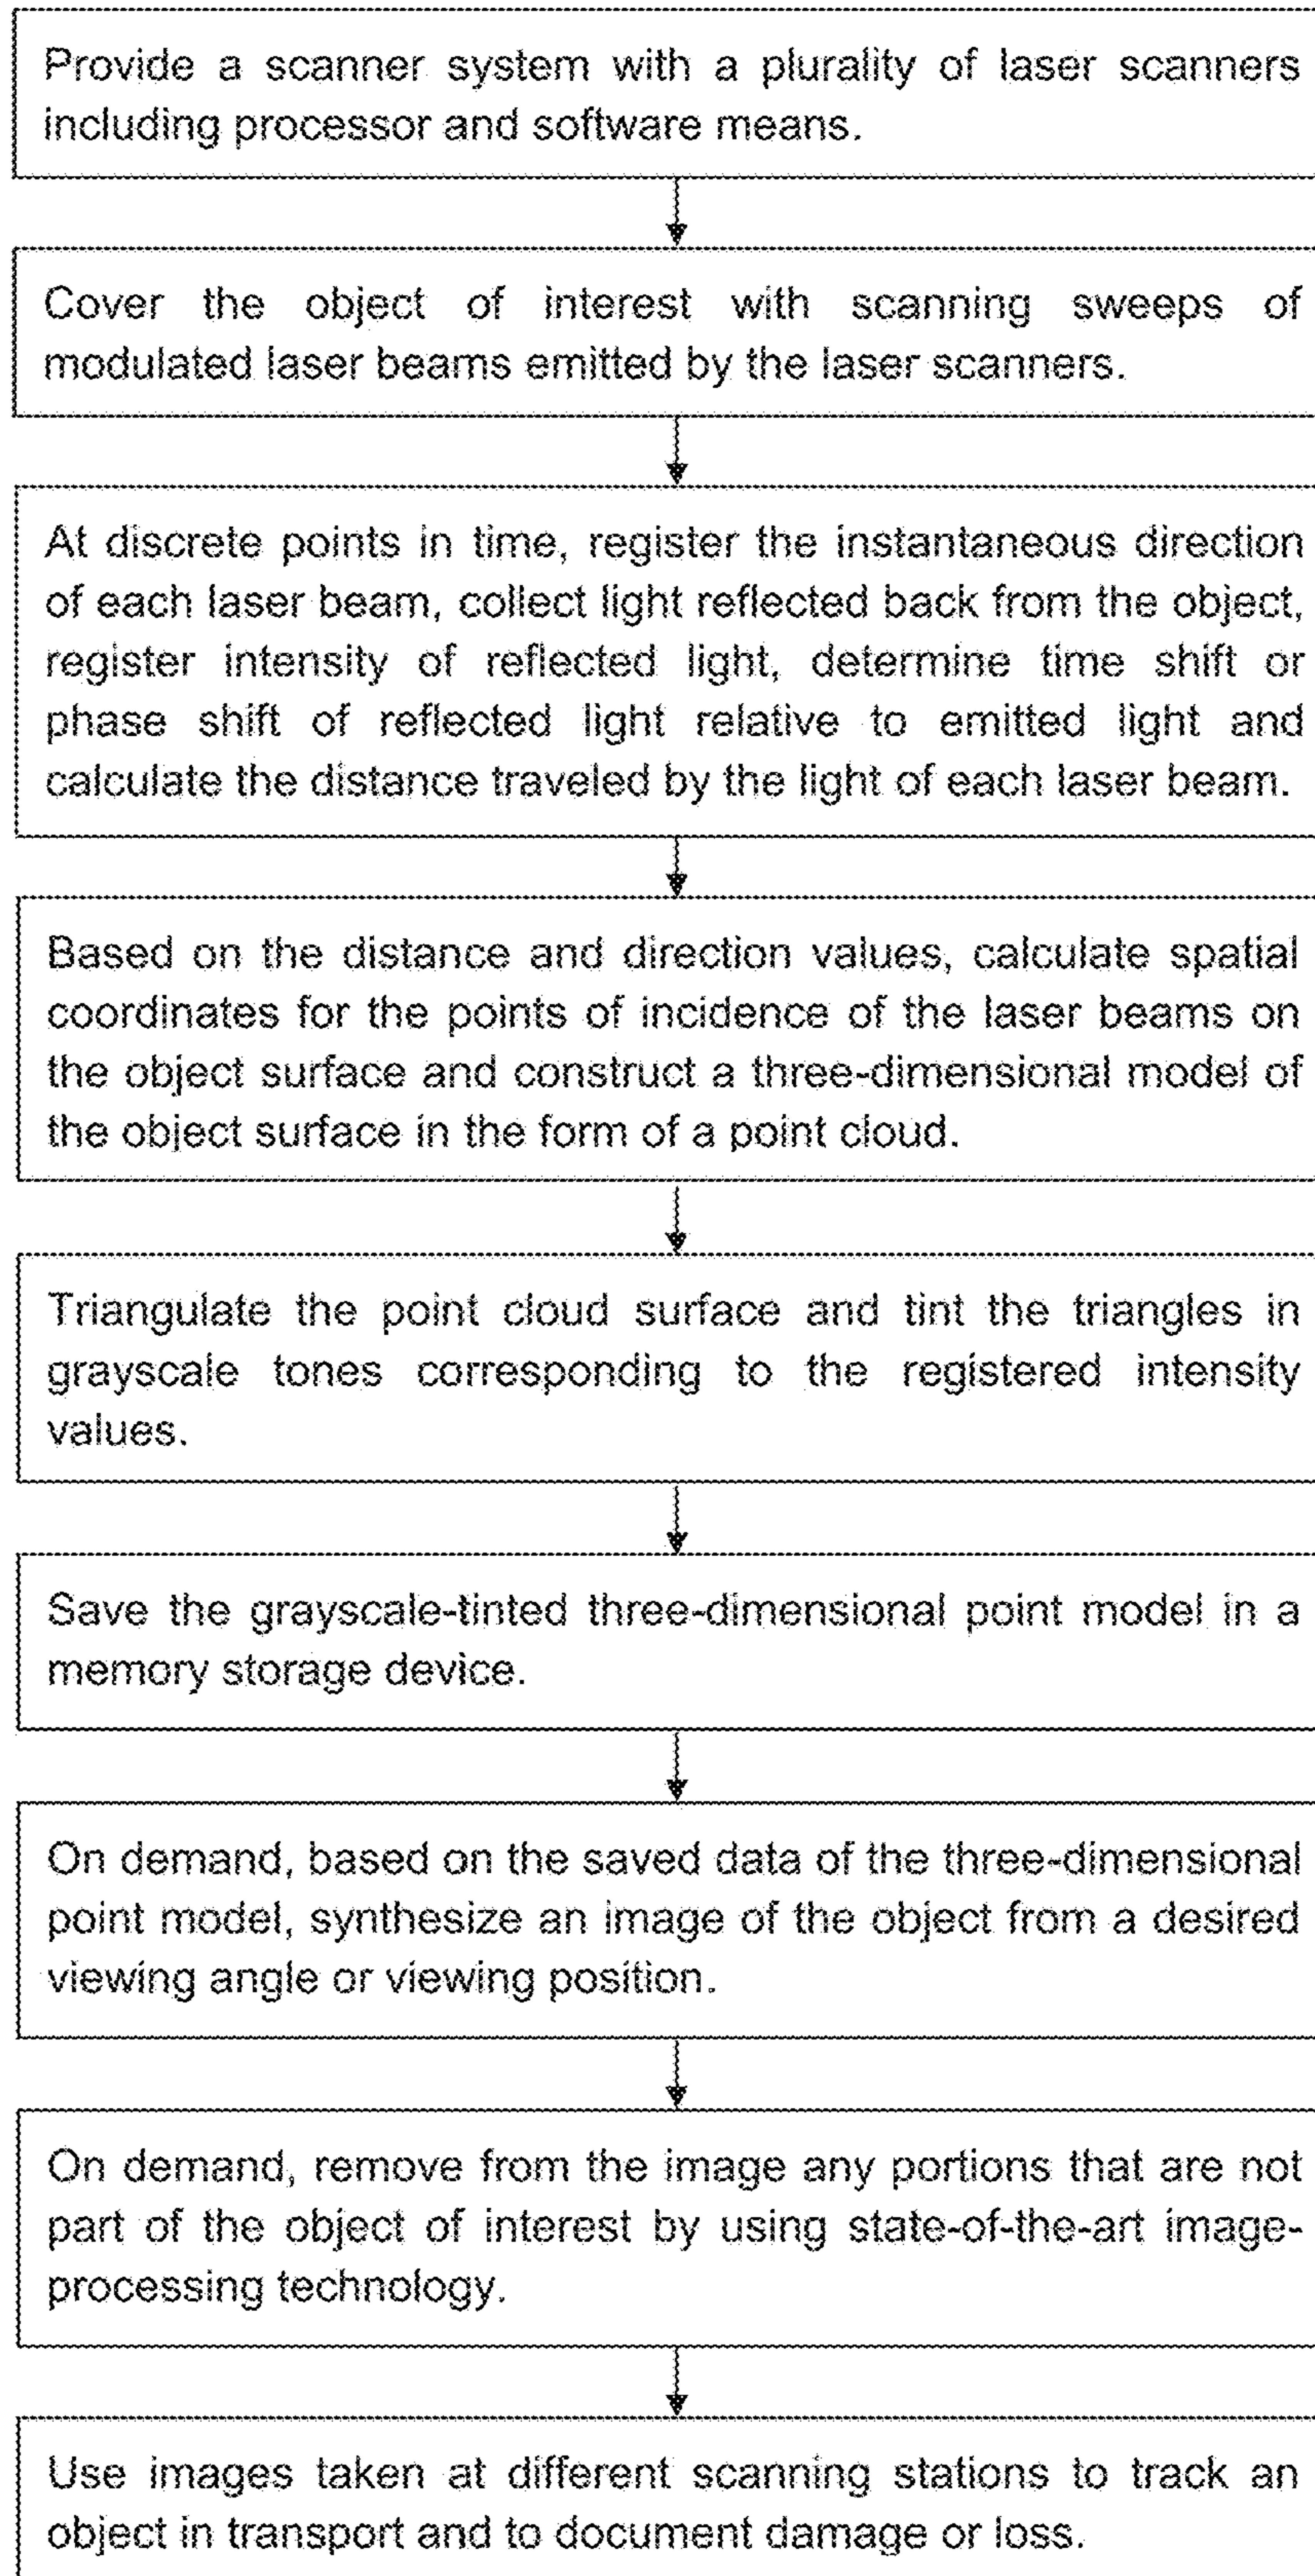 Provide a scanner system with a plurality of laser scanners
including processor and software means.
Cover the object of interest with scanning sweeps of
modulated laser beams emitted by the laser scanners.
At discrete points in time, register the instantaneous direction
of each laser beam, collect light reflected back from the object,
register intensity of reflected light, determine time shift or
phase shift of reflected light relative to emitted light and
calculate the distance traveled by the light of each laser beam.
Based on the distance and direction values, calculate spatial
coordinates for the points of incidence of the laser beams on
the object surface and construct a three-dimensional model of
the object surface in the form of a point cloud.
Triangulate the point cloud surface and tint the triangles in
grayscale tones corresponding to the registered intensity
values.
Save the grayscale-tinted three-dimensional point model in a
memory storage device.
On demand, based on the saved data of the three-dimensional
point model, synthesize an image of the object from a desired
viewing angle or viewing position.
On demand, remove from the image any portions that are not
part of the object of interest by using state-of-the-art image-
processing technology.
Use images taken at different scanning stations to track an
object in transport and to document damage or loss.